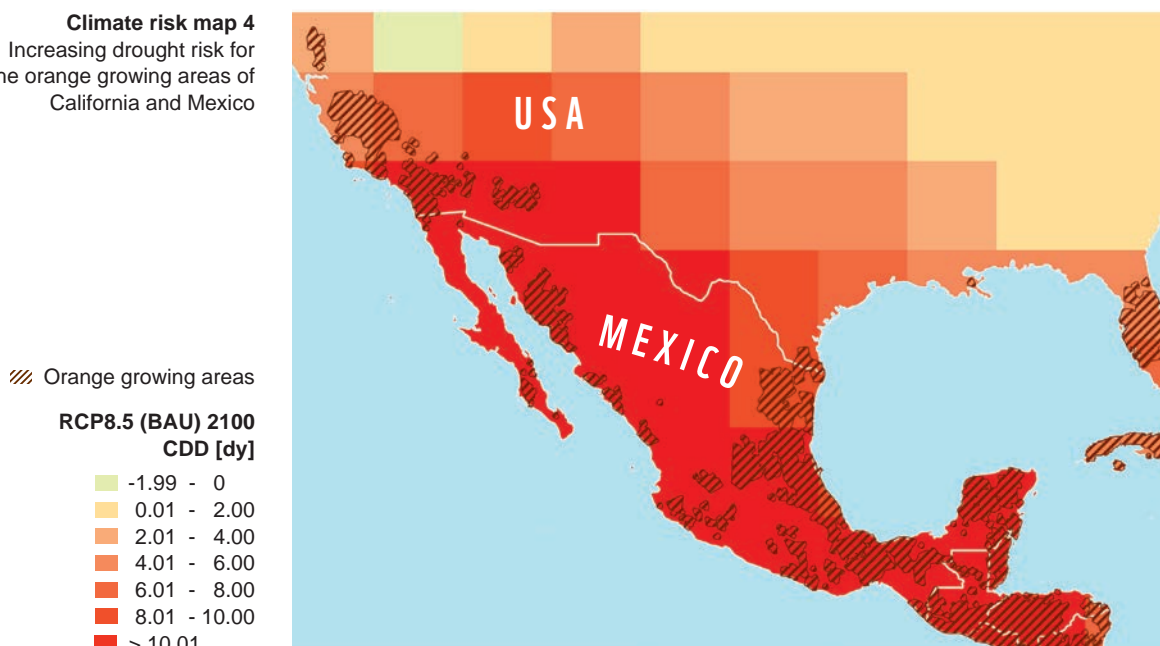 Climate risk map 4
Increasing drought risk for
orange growing areas of
California and Mexico
USA
MEXICO
Orange growing areas
RCP8.5 (BAU) 2100
CDD [dy]
-1.99 - 0
0.01 - 2.00
2.01 - 4.00
4.01 - 6.00
6.01 - 8.00
8.01 - 10.00
> 10.01